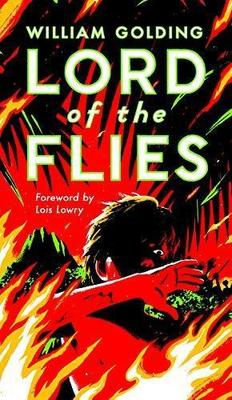 WILLIAM GOLDING
LORD
of the
FLIES
Foreword by
Lois Lowry